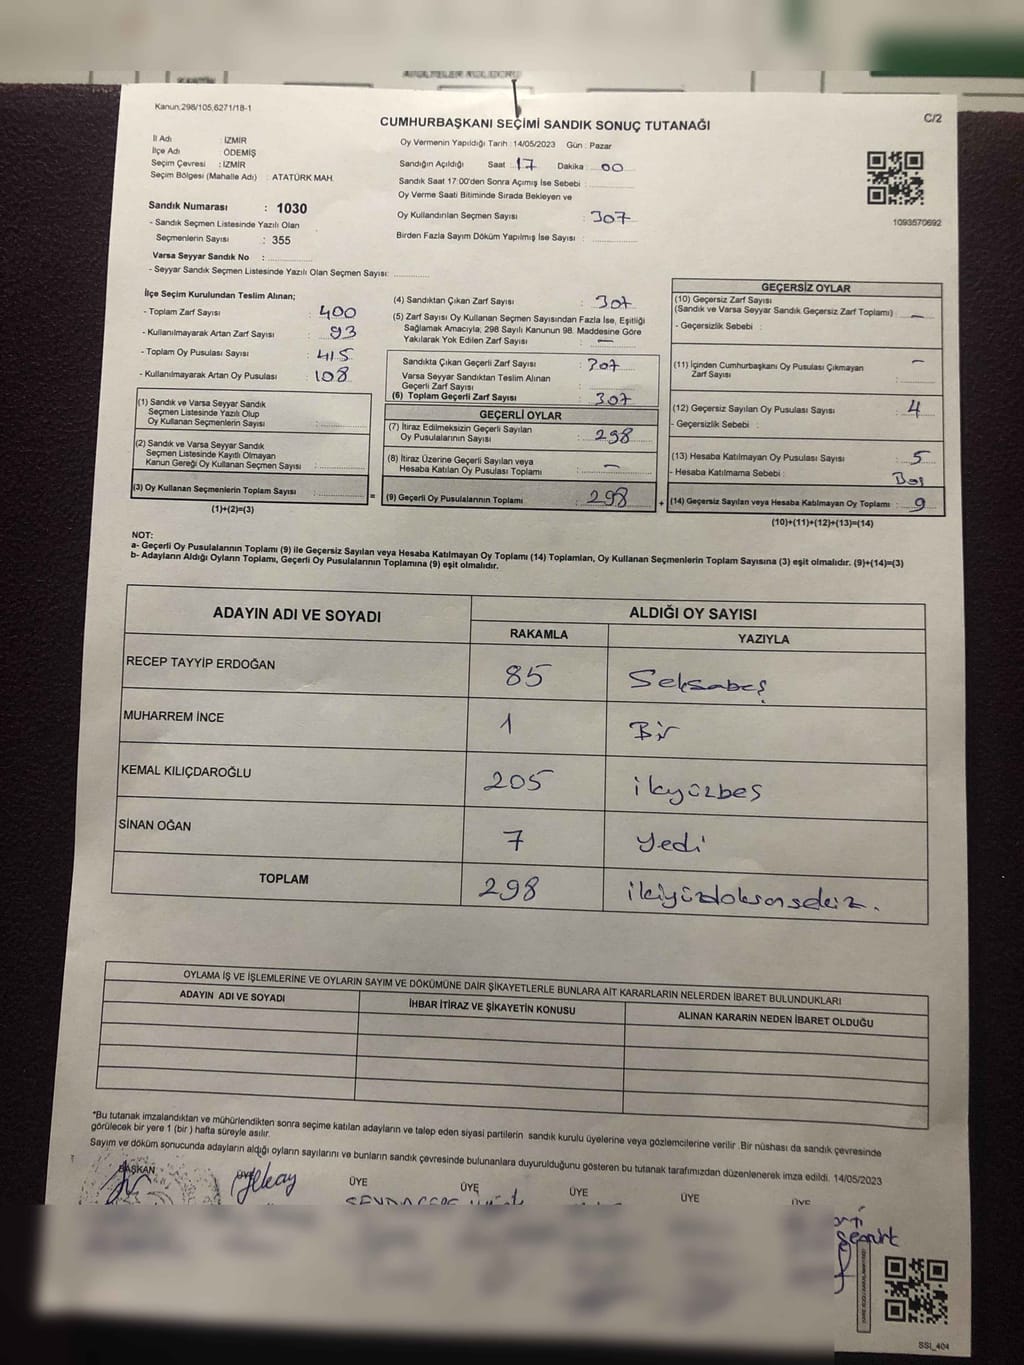 Kanun:298/105,6271/18-1
C/2
CUMHURBAŞKANI SEÇİMİ SANDIK SONUÇ TUTANAĞI
İl Adı : İZMİR
İlçe Adı : ÖDEMİŞ
Seçim Çevresi : İZMİR
Seçim Bölgesi (Mahalle Adı) : ATATÜRK MAH.
Sandık Numarası : 1030
- Sandık Seçmen Listesinde Yazılı Olan
Seçmenlerin Sayısı : 355
Varsa Seyyar Sandık No :
- Seyyar Sandık Seçmen Listesinde Yazılı Olan Seçmen Sayısı:
Oy Vermenin Yapıldığı Tarih : 14/05/2023 Gün : Pazar
Sandığın Açıldığı Saat 17 Dakika 00
Sandık Saat 17:00'den Sonra Açımış İse Sebebi :
Oy Verme Saati Bitiminde Sırada Bekleyen ve
Oy Kullandırılan Seçmen Sayısı : 307
Birden Fazla Sayım Döküm Yapılmış İse Sayısı :
1093570692
İlçe Seçim Kurulundan Teslim Alınan;
- Toplam Zarf Sayısı : 400
- Kullanılmayarak Artan Zarf Sayısı : 93
- Toplam Oy Pusulası Sayısı : 415
- Kullanılmayarak Artan Oy Pusulası : 108
(1) Sandık ve Varsa Seyyar Sandık
Seçmen Listesinde Yazılı Olup
Oy Kullanan Seçmenlerin Sayısı :
(2) Sandık ve Varsa Seyyar Sandık
Seçmen Listesinde Kayıtlı Olmayan
Kanun Gereği Oy Kullanan Seçmen Sayısı :
(3) Oy Kullanan Seçmenlerin Toplam Sayısı :
(1)+(2)=(3)
=
(4) Sandıktan Çıkan Zarf Sayısı : 307
(5) Zarf Sayısı Oy Kullanan Seçmen Sayısından Fazla İse, Eşitliği
Sağlamak Amacıyla, 298 Sayılı Kanunun 98. Maddesine Göre
Yakılarak Yok Edilen Zarf Sayısı : —
Sandıkta Çıkan Geçerli Zarf Sayısı : 307
Varsa Seyyar Sandıktan Teslim Alınan
Geçerli Zarf Sayısı :
(6) Toplam Geçerli Zarf Sayısı : 307
GEÇERLİ OYLAR
(7) İtiraz Edilmeksizin Geçerli Sayılan
Oy Pusulalarının Sayısı : 298
(8) İtiraz Üzerine Geçerli Sayılan veya
Hesaba Katılan Oy Pusulası Toplamı : —
(9) Geçerli Oy Pusulalarının Toplamı : 298
+
GEÇERSİZ OYLAR
(10) Geçersiz Zarf Sayısı
(Sandık ve Varsa Seyyar Sandık Geçersiz Zarf Toplamı) : —
- Geçersizlik Sebebi :
(11) İçinden Cumhurbaşkanı Oy Pusulası Çıkmayan
Zarf Sayısı : —
(12) Geçersiz Sayılan Oy Pusulası Sayısı : 4
- Geçersizlik Sebebi :
(13) Hesaba Katılmayan Oy Pusulası Sayısı : 5
- Hesaba Katılmama Sebebi : Boş
(14) Geçersiz Sayılan veya Hesaba Katılmayan Oy Toplamı : 9
(10)+(11)+(12)+(13)=(14)
NOT:
a- Geçerli Oy Pusulalarının Toplamı (9) ile Geçersiz Sayılan veya Hesaba Katılmayan Oy Toplamı (14) Toplamları, Oy Kullanan Seçmenlerin Toplam Sayısına (3) eşit olmalıdır. (9)+(14)=(3)
b- Adayların Aldığı Oyların Toplamı, Geçerli Oy Pusulalarının Toplamına (9) eşit olmalıdır.
ADAYIN ADI VE SOYADI ALDIĞI OY SAYISI
RAKAMLA YAZIYLA
RECEP TAYYİP ERDOĞAN 85 Seksabeş
MUHARREM İNCE 1 Bir
KEMAL KILIÇDAROĞLU 205 ikyüzbeş
SİNAN OĞAN 7 Yedi
TOPLAM 298 ikiyüzdoksansekiz.
OYLAMA İŞ VE İŞLEMLERİNE VE OYLARIN SAYIM VE DÖKÜMÜNE DAİR ŞİKAYETLERLE BUNLARA AİT KARARLARIN NELERDEN İBARET BULUNDUKLARI
ADAYIN ADI VE SOYADI İHBAR İTİRAZ VE ŞİKAYETİN KONUSU ALINAN KARARIN NEDEN İBARET OLDUĞU
*Bu tutanak imzalandıktan ve mühürlendikten sonra seçime katılan adayların ve talep eden siyasi partilerin sandık kurulu üyelerine veya gözlemcilerine verilir .Bir nüshası da sandık çevresinde
görülecek bir yere 1 (bir ) hafta süreyle asılır.
Sayım ve döküm sonucunda adayların aldığı oyların sayılarını ve bunların sandık çevresinde bulunanlara duyurulduğunu gösteren bu tutanak tarafımızdan düzenlenerek imza edildi. 14/05/2023
BAŞKAN ÜYE ÜYE ÜYE ÜYE ÜYE ÜYE
SSİ_404